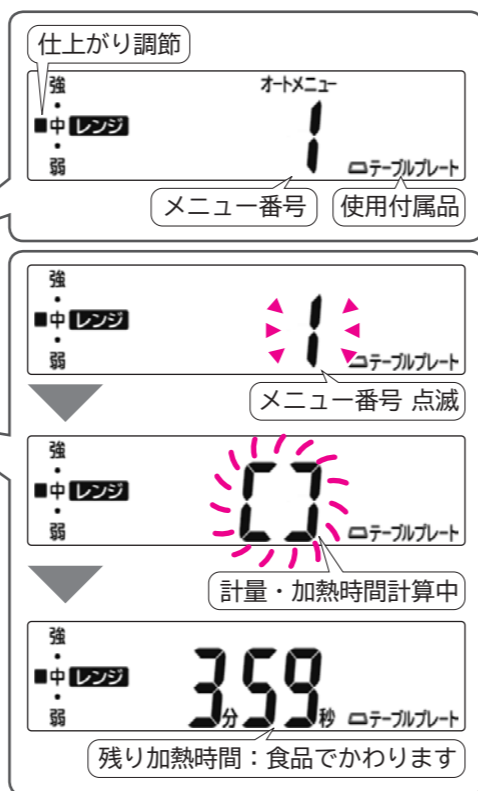 仕上がり調節
強
・
■中 レンジ
・
弱
オートメニュー
1
テーブルプレート
メニュー番号
使用付属品
強
・
■中 レンジ
・
弱
1
テーブルプレート
メニュー番号 点滅
強
・
■中 レンジ
・
弱
テーブルプレート
計量・加熱時間計算中
強
・
■中 レンジ
・
弱
3分59秒
テーブルプレート
残り加熱時間：食品でかわります